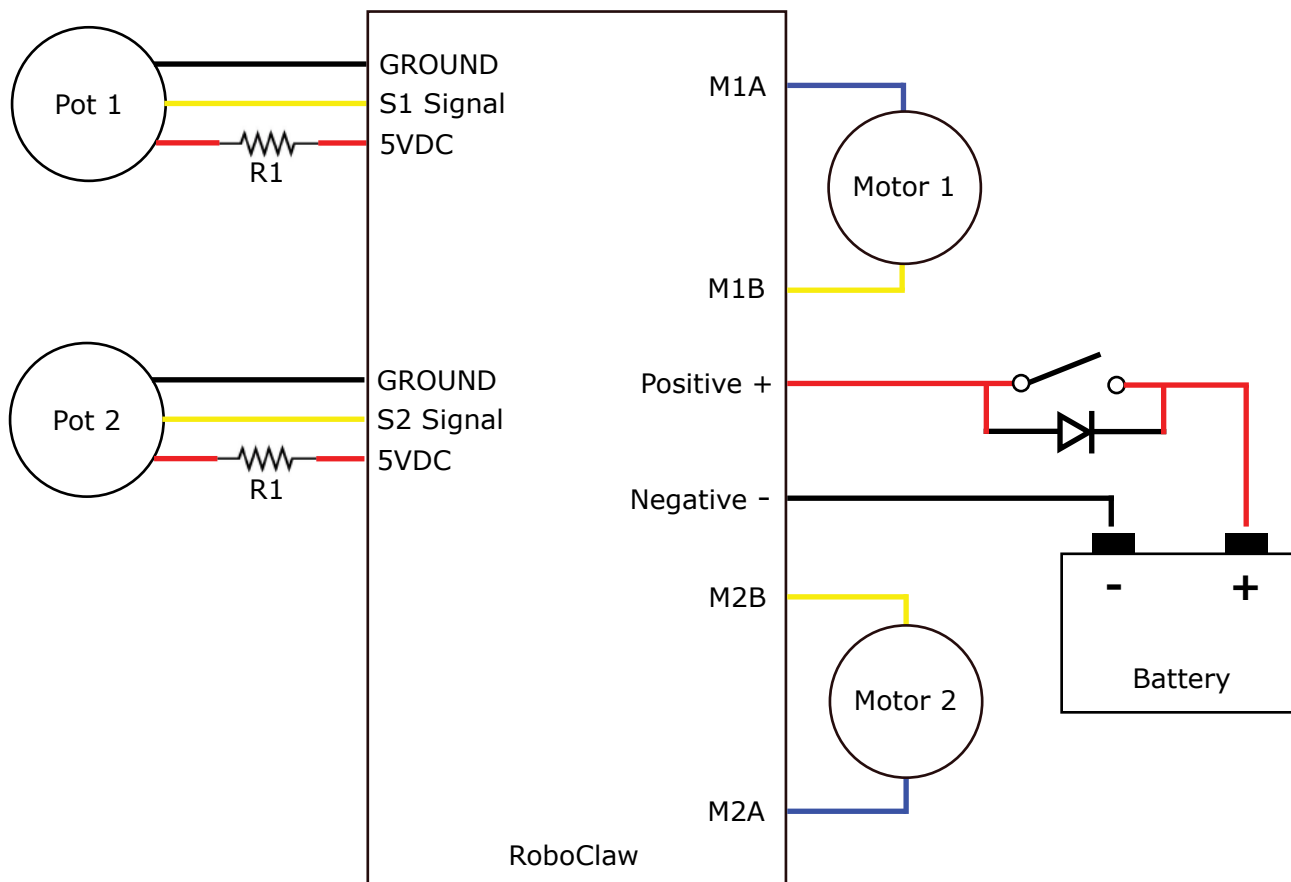 Pot 1
GROUND
S1 Signal
5VDC
R1
Pot 2
GROUND
S2 Signal
5VDC
R1
M1A
Motor 1
M1B
Positive +
Negative -
M2B
Motor 2
M2A
- +
Battery
RoboClaw